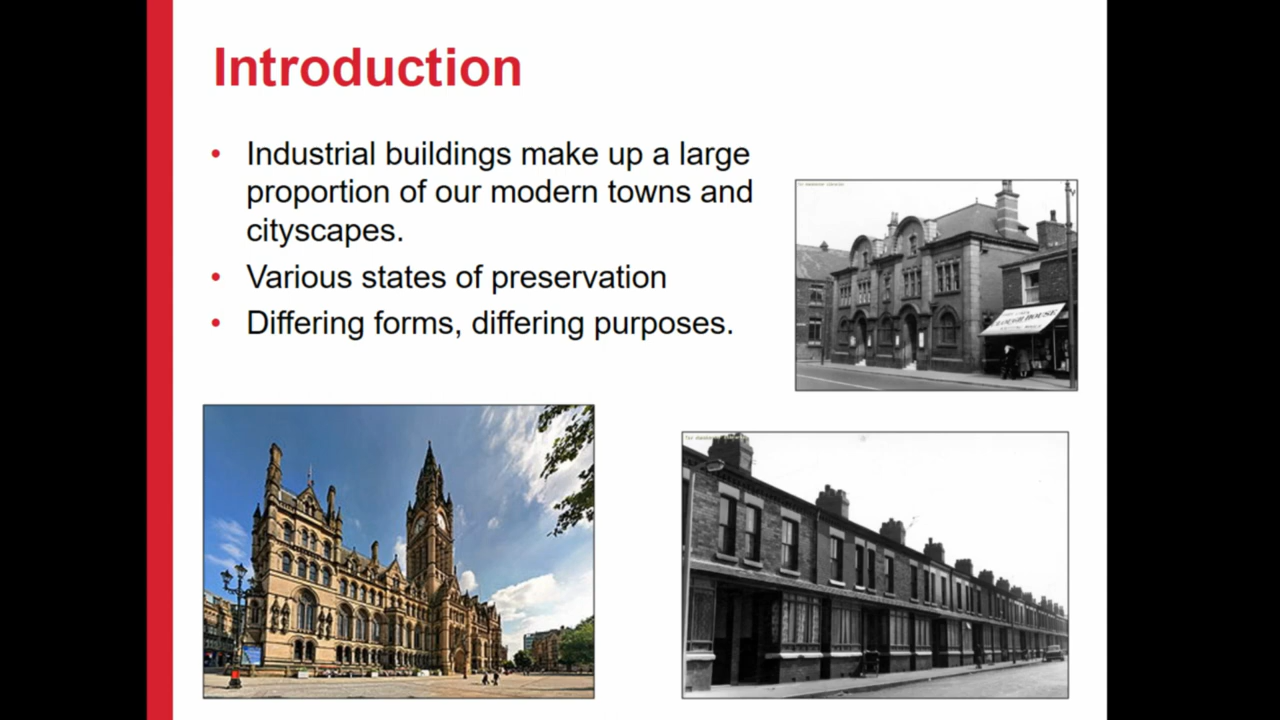 Introduction
• Industrial buildings make up a large
proportion of our modern towns and
cityscapes.
• Various states of preservation
• Differing forms, differing purposes.